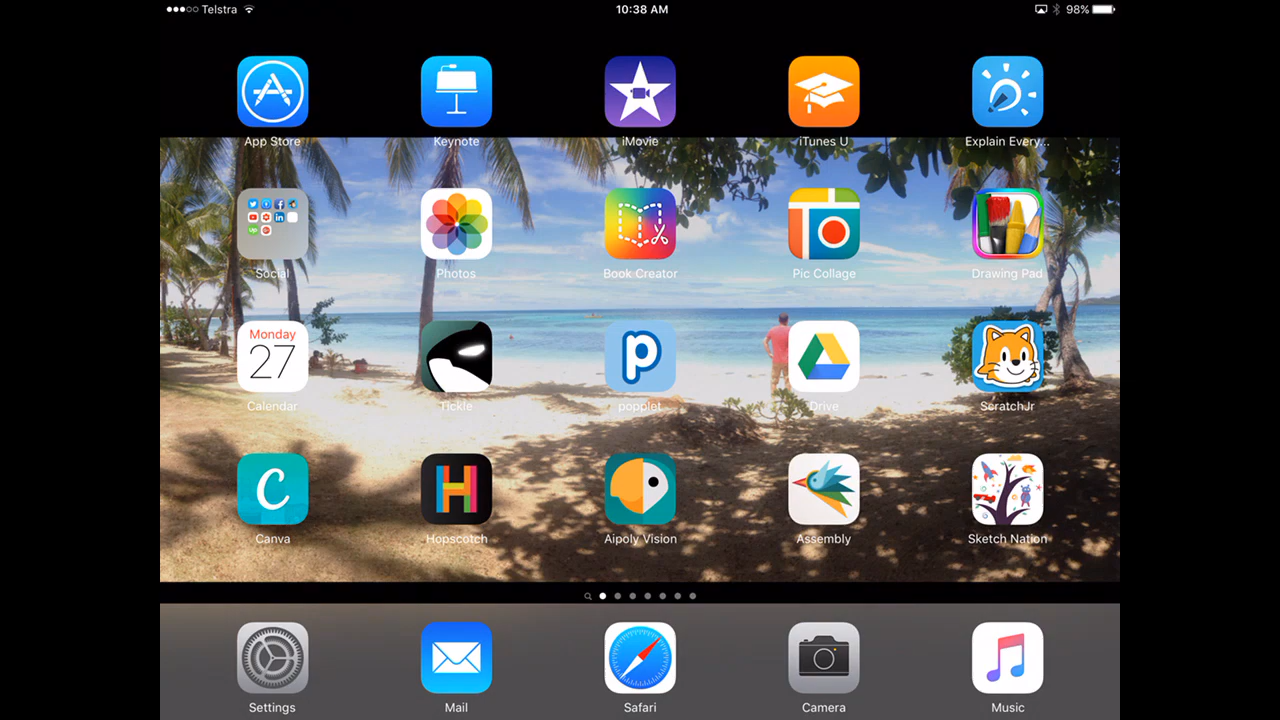 Telstra 10:38 AM 98%
App Store Keynote iMovie iTunes U Explain Every...
Social Photos Book Creator Pic Collage Drawing Pad
Monday
27
Calendar Tickle popplet Drive ScratchJr
Canva Hopscotch Aipoly Vision Assembly Sketch Nation
Settings Mail Safari Camera Music